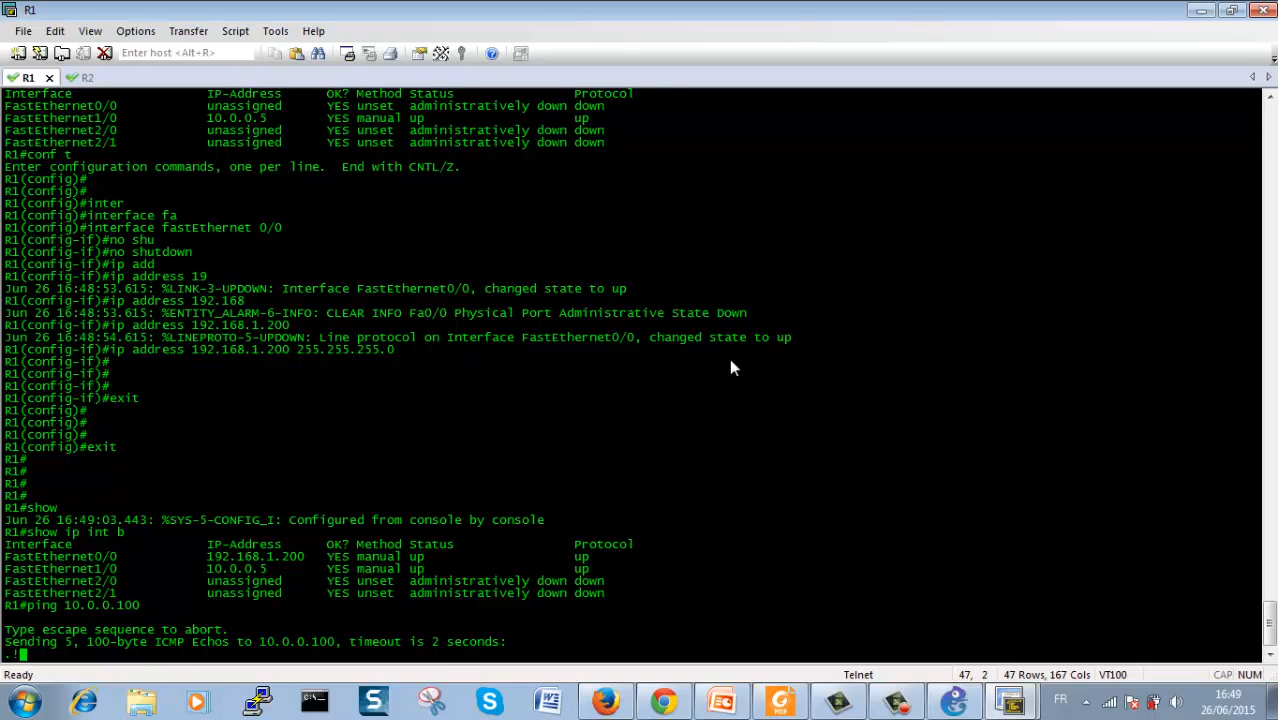 R1
File Edit View Options Transfer Script Tools Help
Enter host <Alt+R>
R1 R2
Interface IP-Address OK? Method Status Protocol
FastEthernet0/0 unassigned YES unset administratively down down
FastEthernet1/0 10.0.0.5 YES manual up up
FastEthernet2/0 unassigned YES unset administratively down down
FastEthernet2/1 unassigned YES unset administratively down down
R1#conf t
Enter configuration commands, one per line. End with CNTL/Z.
R1(config)#
R1(config)#
R1(config)#inter
R1(config)#interface fa
R1(config)#interface fastEthernet 0/0
R1(config-if)#no shu
R1(config-if)#no shutdown
R1(config-if)#ip add
R1(config-if)#ip address 19
Jun 26 16:48:53.615: %LINK-3-UPDOWN: Interface FastEthernet0/0, changed state to up
R1(config-if)#ip address 192.168
Jun 26 16:48:53.615: %ENTITY_ALARM-6-INFO: CLEAR INFO Fa0/0 Physical Port Administrative State Down
R1(config-if)#ip address 192.168.1.200
Jun 26 16:48:54.615: %LINEPROTO-5-UPDOWN: Line protocol on Interface FastEthernet0/0, changed state to up
R1(config-if)#ip address 192.168.1.200 255.255.255.0
R1(config-if)#
R1(config-if)#
R1(config-if)#
R1(config-if)#exit
R1(config)#
R1(config)#
R1(config)#
R1(config)#exit
R1#
R1#
R1#
R1#
R1#show
Jun 26 16:49:03.443: %SYS-5-CONFIG_I: Configured from console by console
R1#show ip int b
Interface IP-Address OK? Method Status Protocol
FastEthernet0/0 192.168.1.200 YES manual up up
FastEthernet1/0 10.0.0.5 YES manual up up
FastEthernet2/0 unassigned YES unset administratively down down
FastEthernet2/1 unassigned YES unset administratively down down
R1#ping 10.0.0.100
Type escape sequence to abort.
Sending 5, 100-byte ICMP Echos to 10.0.0.100, timeout is 2 seconds:
.!
Ready Telnet 47, 2 47 Rows, 167 Cols VT100 CAP NUM
FR 16:49
26/06/2015